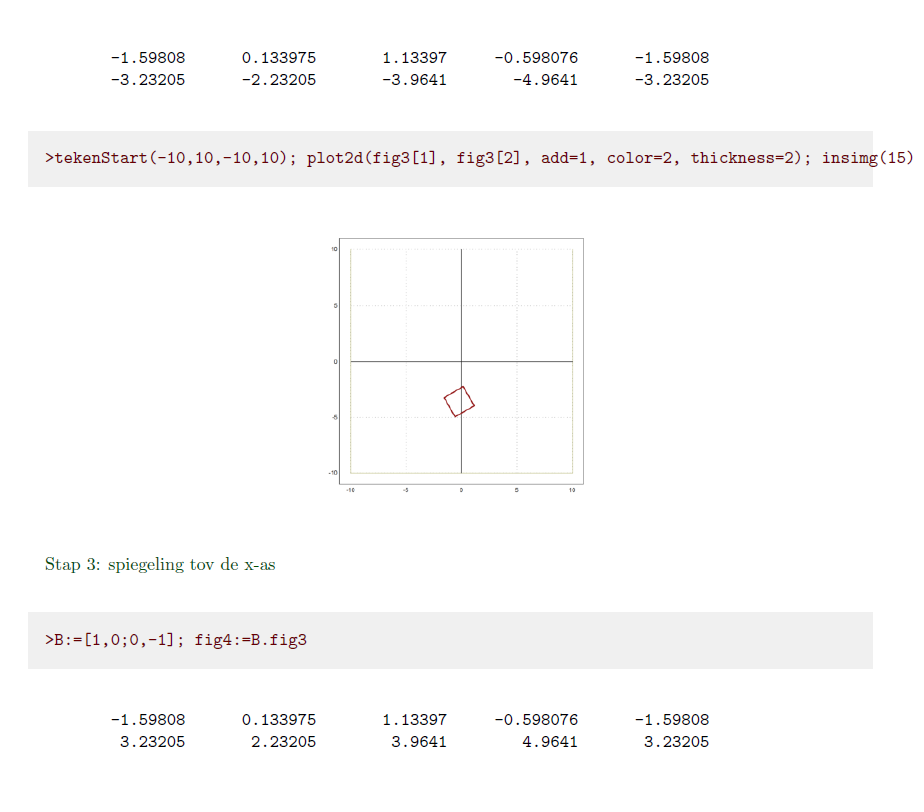 -1.59808 0.133975 1.13397 -0.598076 -1.59808
-3.23205 -2.23205 -3.9641 -4.9641 -3.23205
>tekenStart(-10,10,-10,10); plot2d(fig3[1], fig3[2], add=1, color=2, thickness=2); insimg(15)
10
5
0
-5
-10
-10 -5 0 5 10
Stap 3: spiegeling tov de x-as
>B:=[1,0;0,-1]; fig4:=B.fig3
-1.59808 0.133975 1.13397 -0.598076 -1.59808
3.23205 2.23205 3.9641 4.9641 3.23205